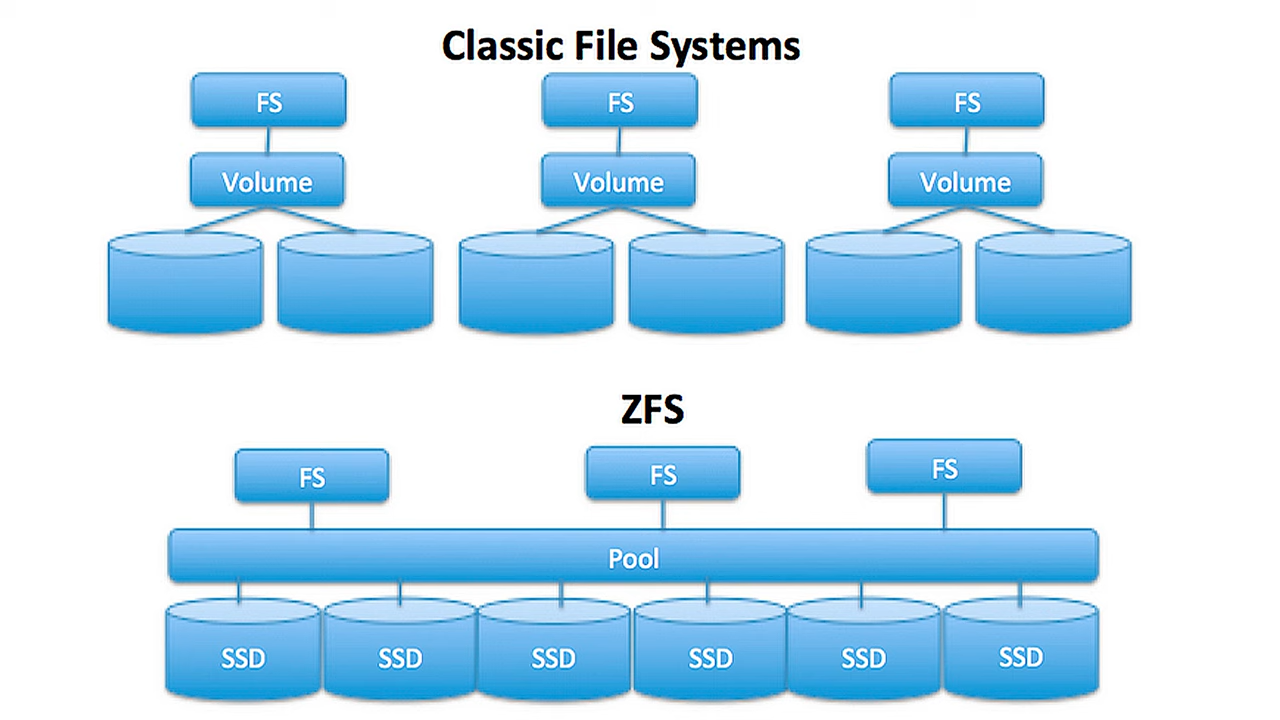 Classic File Systems
FS FS FS
Volume Volume Volume
ZFS
FS FS FS
Pool
SSD SSD SSD SSD SSD SSD